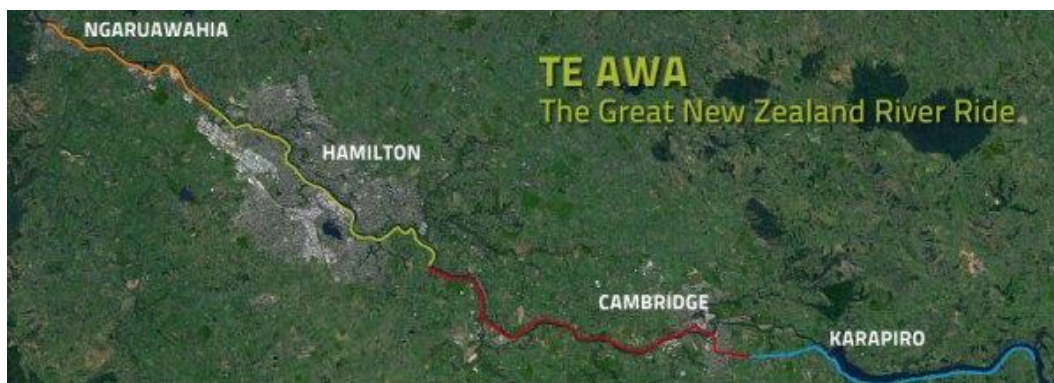 NGARUAWAHIA
TE AWA
The Great New Zealand River Ride
HAMILTON
CAMBRIDGE
KARAPIRO